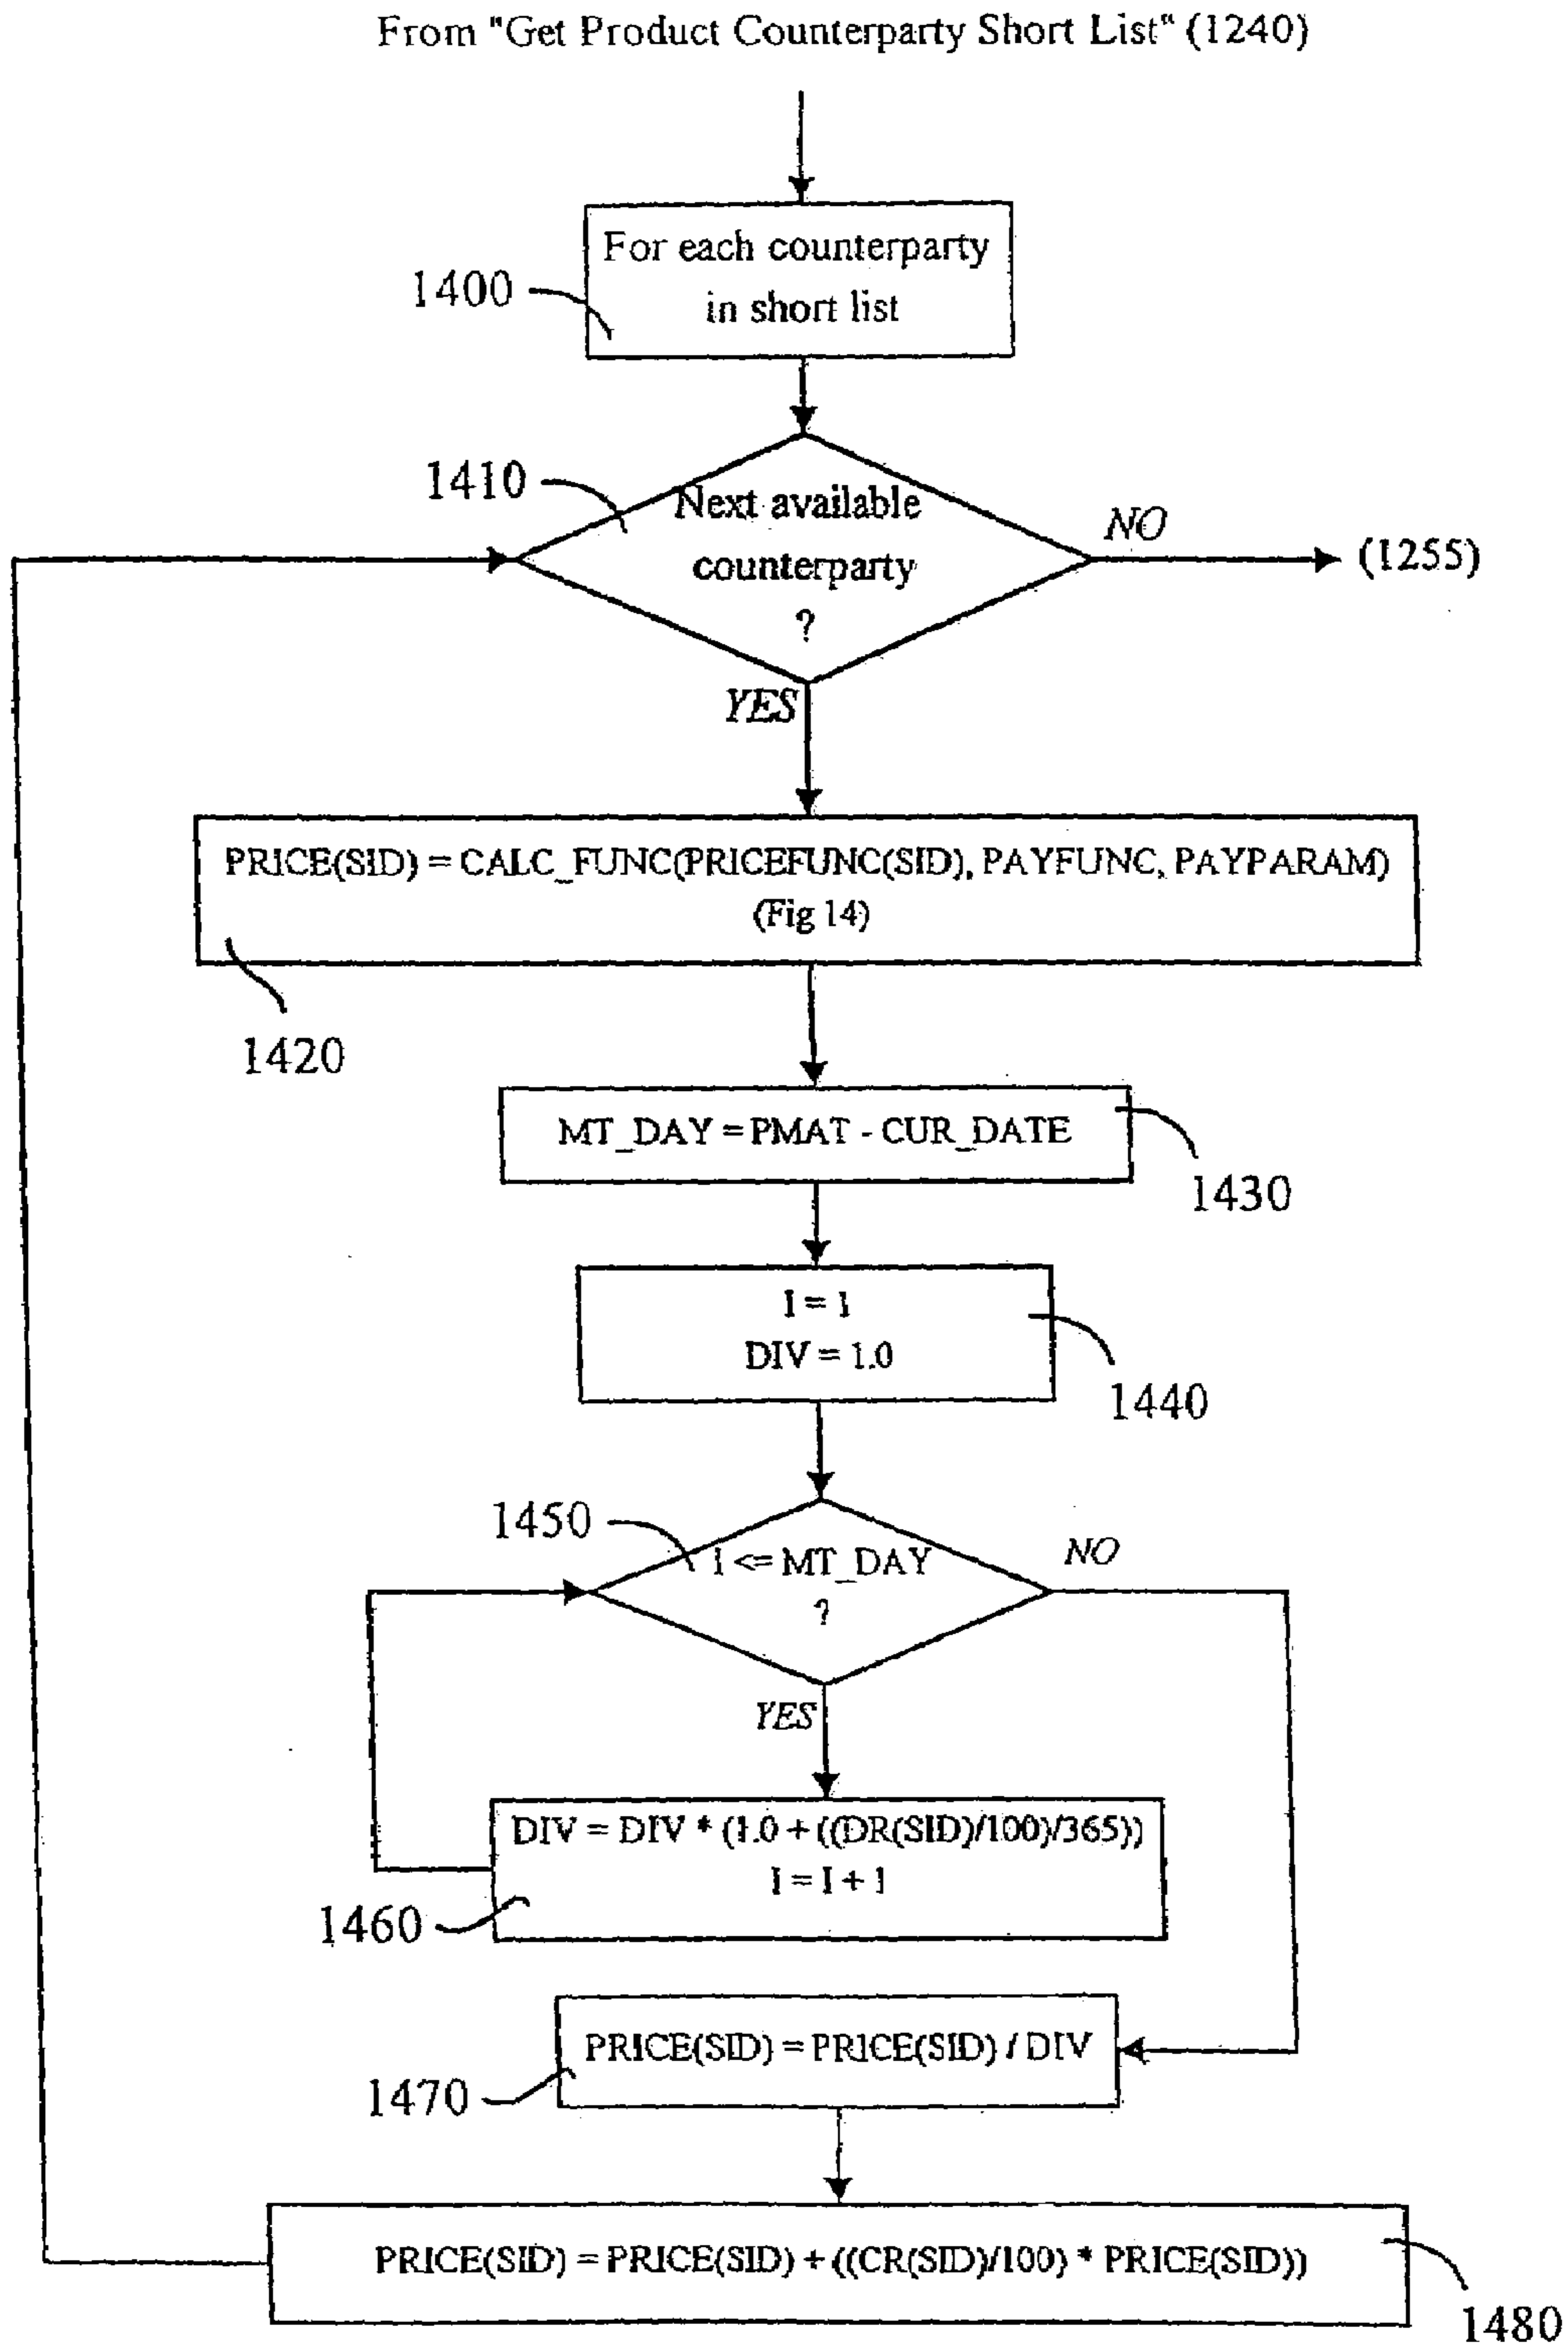 From "Get Product Counterparty Short List" (1240)
For each counterparty
in short list
1400
1410
Next available
counterparty
?
NO
(1255)
YES
PRICE(SID) = CALC_FUNC(PRICEFUNC(SID), PAYFUNC, PAYPARAM)
(Fig 14)
1420
MT_DAY = PMAT - CUR_DATE
1430
I = 1
DIV = 1.0
1440
1450
I <= MT_DAY
?
NO
YES
DIV = DIV * (1.0 + ((DR(SID)/100)/365))
I = I + 1
1460
PRICE(SID) = PRICE(SID) / DIV
1470
PRICE(SID) = PRICE(SID) + ((CR(SID)/100) * PRICE(SID))
1480